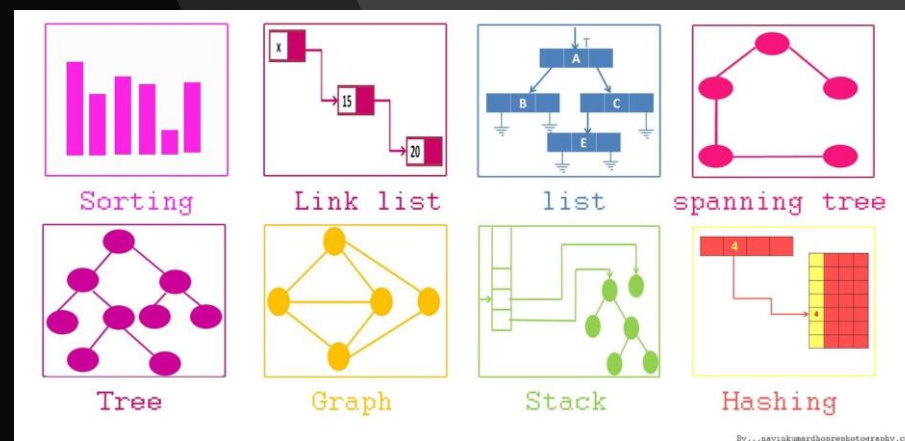 x
15
20
T
A
B
C
E
Sorting
Link list
list
spanning tree
4
4
Tree
Graph
Stack
Hashing